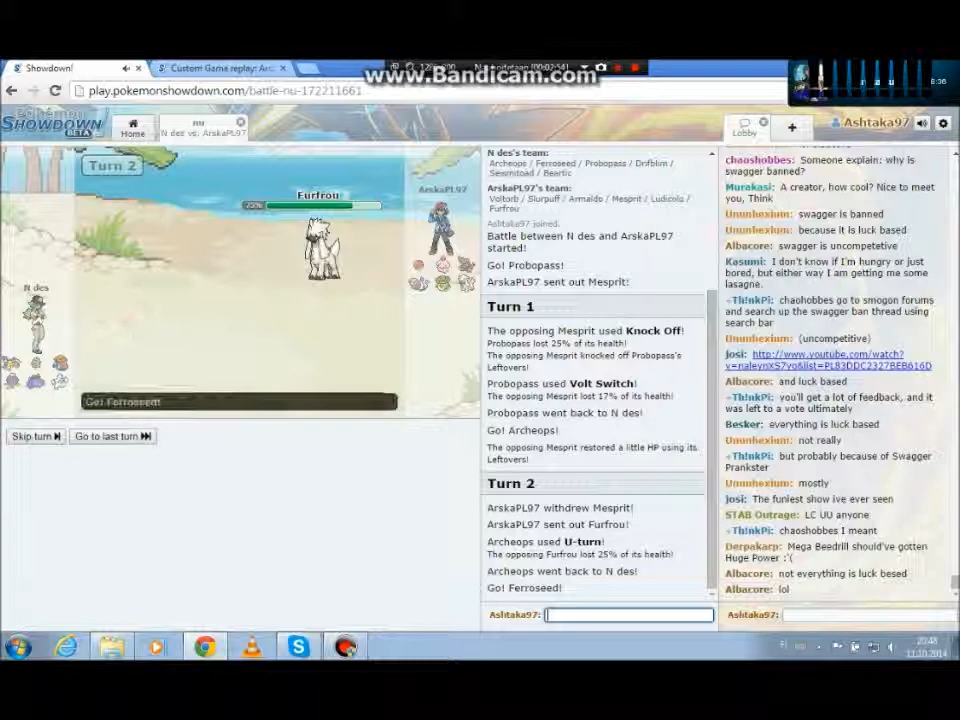 www.Bandicam.com
Showdown!
Custom Game replay: Ars
play.pokemonshowdown.com/battle-nu-172211661
8:36
SHOWDOWN
BETA
Home
nu
N des vs. ArskaPL97
Lobby
Ashtaka97
Turn 2
Furfrou
75%
ArskaPL97
N des
Go! Ferroseed!
Skip turn
Go to last turn
N des's team:
Archeops / Ferroseed / Probopass / Drifblim /
Seismitoad / Beartic
ArskaPL97's team:
Voltorb / Slurpuff / Armaldo / Mesprit / Ludicolo /
Furfrou
Ashtaka97 joined.
Battle between N des and ArskaPL97
started!
Go! Probopass!
ArskaPL97 sent out Mesprit!
Turn 1
The opposing Mesprit used Knock Off!
Probopass lost 25% of its health!
The opposing Mesprit knocked off Probopass's
Leftovers!
Probopass used Volt Switch!
The opposing Mesprit lost 17% of its health!
Probopass went back to N des!
Go! Archeops!
The opposing Mesprit restored a little HP using its
Leftovers!
Turn 2
ArskaPL97 withdrew Mesprit!
ArskaPL97 sent out Furfrou!
Archeops used U-turn!
The opposing Furfrou lost 25% of its health!
Archeops went back to N des!
Go! Ferroseed!
Ashtaka97:
chaoshobbes: Someone explain: why is
swagger banned?
Murakasi: A creator, how cool? Nice to meet
you, Think
Ununhexium: swagger is banned
Ununhexium: because it is luck based
Albacore: swagger is uncompetetive
Kasumi: I don't know if I'm hungry or just
bored, but either way I am getting me some
lasagne.
+Th!nkPi: chaohobbes go to smogon forums
and search up the swagger ban thread using
search bar
Ununhexium: (uncompetitive)
Josi: http://www.youtube.com/watch?
v=naleynXS7yo&list=PL83DDC2327BEB616D
Albacore: and luck based
+Th!nkPi: you'll get a lot of feedback, and it
was left to a vote ultimately
Besker: everything is luck based
Ununhexium: not really
+Th!nkPi: but probably because of Swagger
Prankster
Ununhexium: mostly
Josi: The funiest show ive ever seen
STAB Outrage: LC UU anyone
+Th!nkPi: chaoshobbes I meant
Derpakarp: Mega Beedrill should've gotten
Huge Power :'(
Albacore: not everything is luck besed
Albacore: lol
Ashtaka97:
20:48
11.10.2014